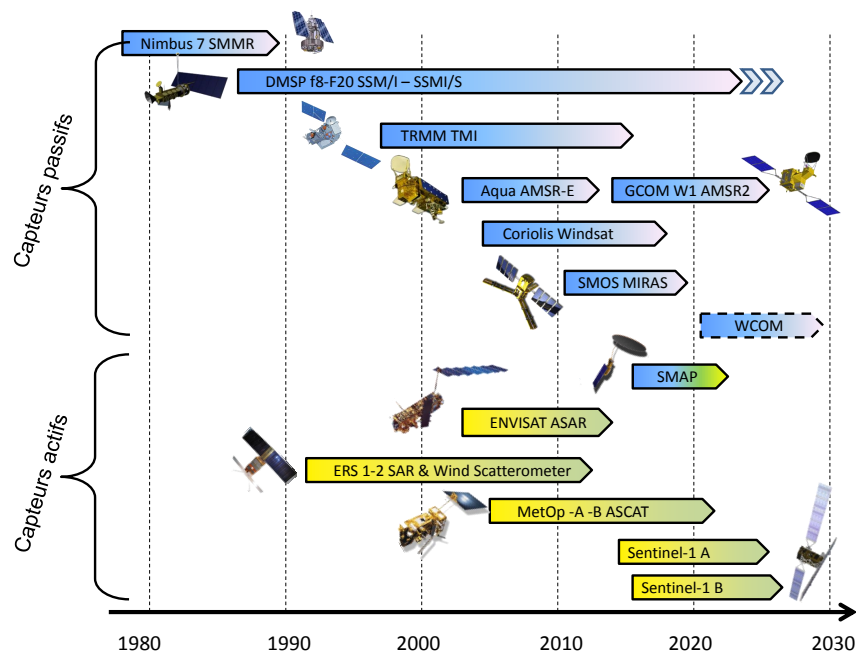 Nimbus 7 SMMR
DMSP f8-F20 SSM/I – SSMI/S
TRMM TMI
Aqua AMSR-E
GCOM W1 AMSR2
Coriolis Windsat
SMOS MIRAS
WCOM
Capteurs passifs
SMAP
ENVISAT ASAR
ERS 1-2 SAR & Wind Scatterometer
MetOp -A -B ASCAT
Sentinel-1 A
Sentinel-1 B
Capteurs actifs
1980 1990 2000 2010 2020 2030